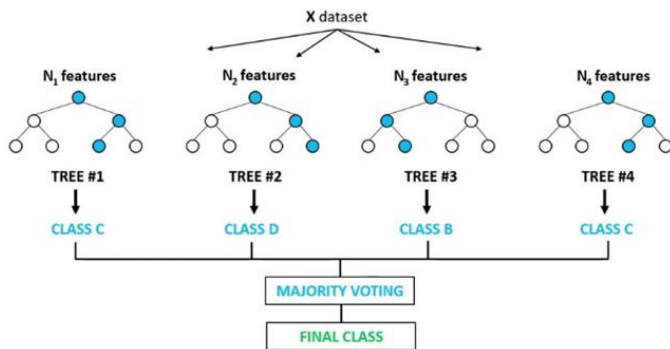 X dataset
N₁ features
N₂ features
N₃ features
N₄ features
TREE #1
TREE #2
TREE #3
TREE #4
CLASS C
CLASS D
CLASS B
CLASS C
MAJORITY VOTING
FINAL CLASS